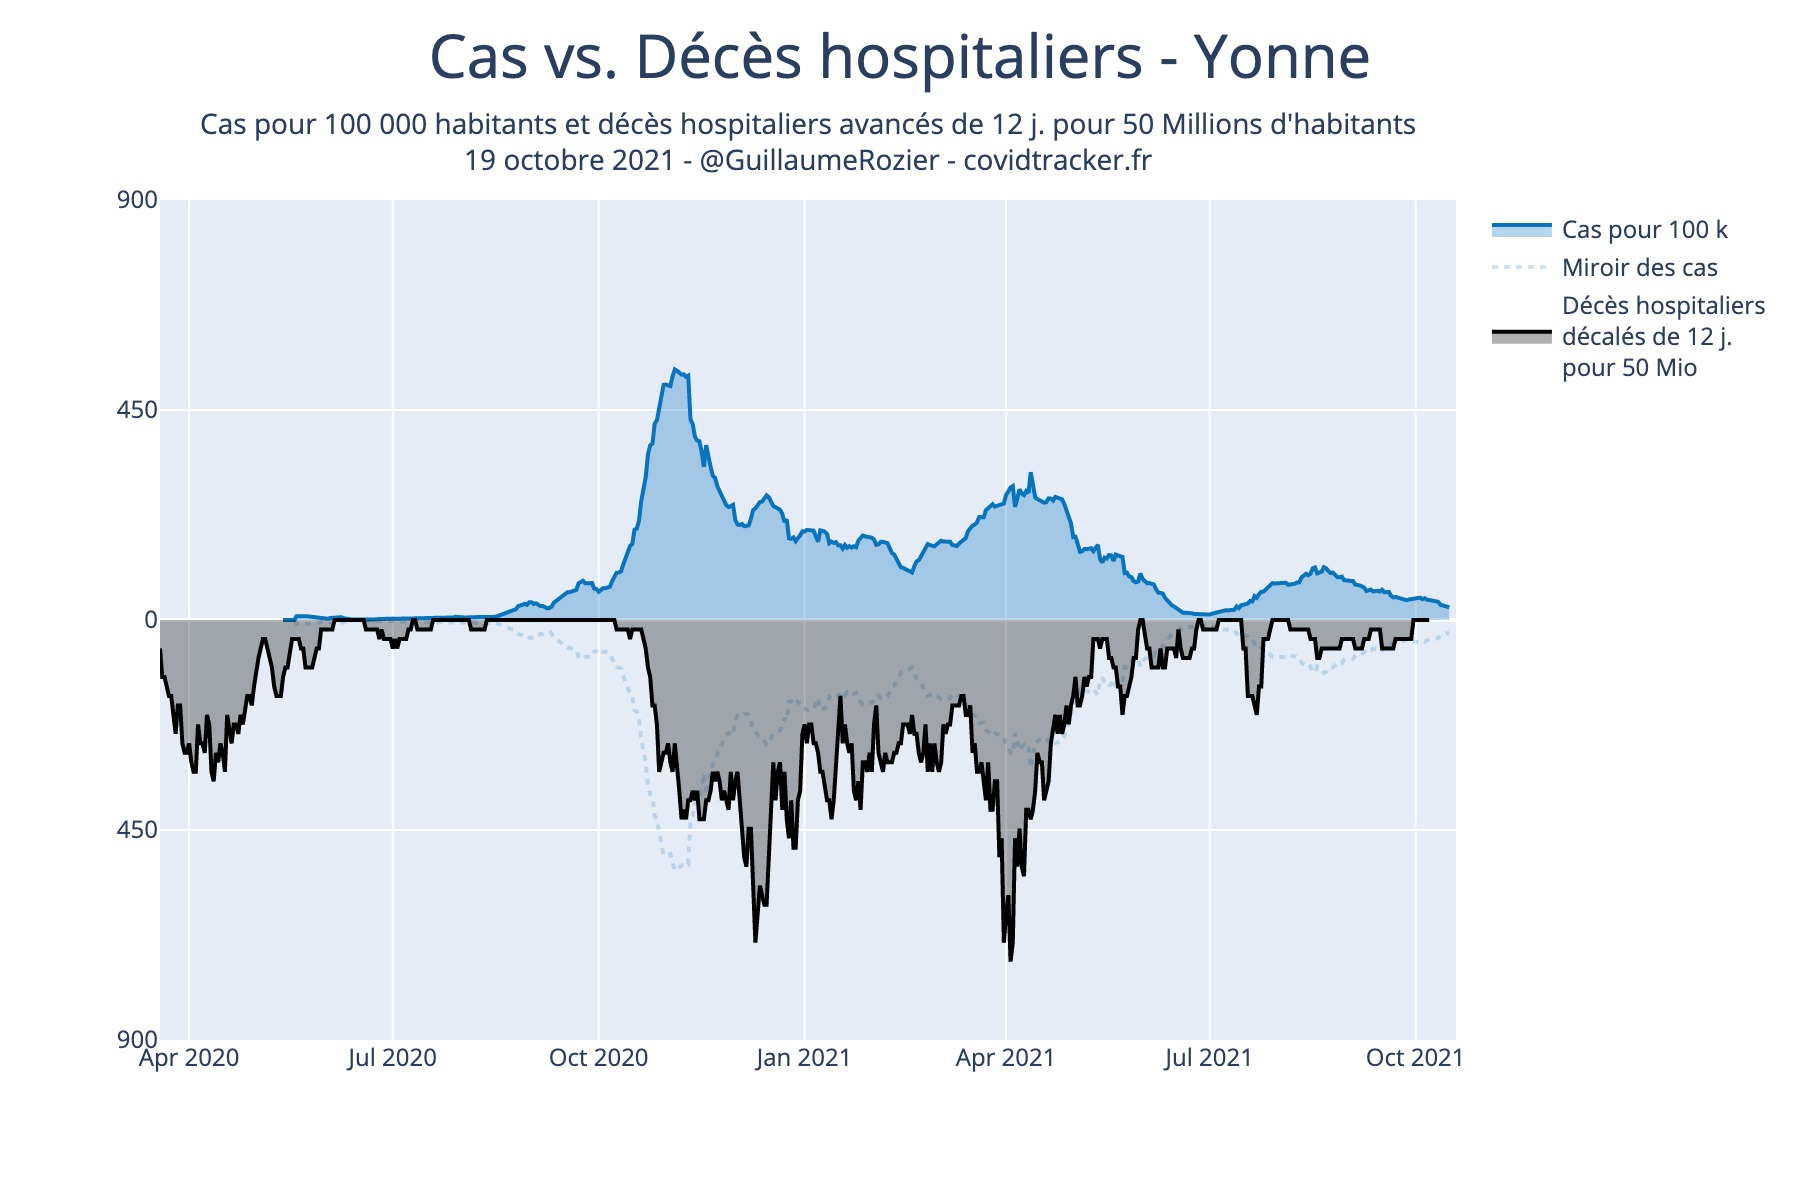 Cas vs. Décès hospitaliers - Yonne
Cas pour 100 000 habitants et décès hospitaliers avancés de 12 j. pour 50 Millions d'habitants
19 octobre 2021 - @GuillaumeRozier - covidtracker.fr
900
450
0
450
900
Apr 2020
Jul 2020
Oct 2020
Jan 2021
Apr 2021
Jul 2021
Oct 2021
Cas pour 100 k
Miroir des cas
Décès hospitaliers
décalés de 12 j.
pour 50 Mio